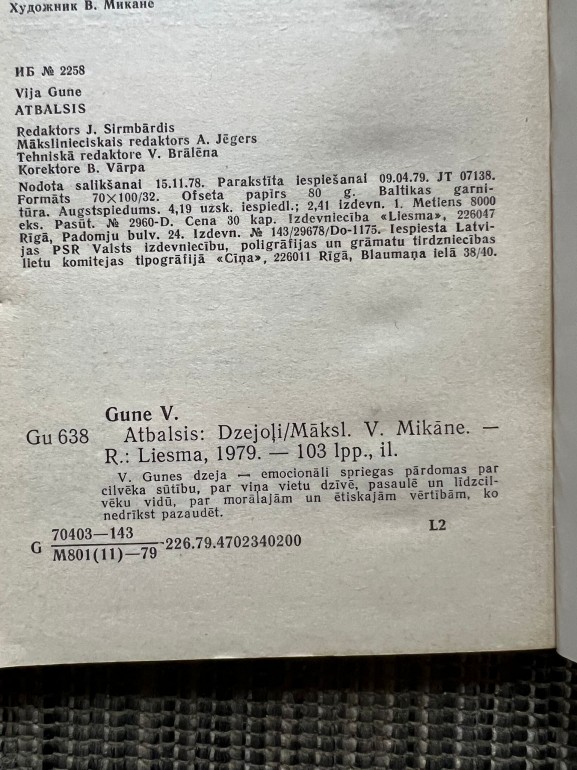 Художник В. Микане
ИБ № 2258
Vija Gune
ATBALSIS
Redaktors J. Sirmbārdis
Mākslinieciskais redaktors A. Jēgers
Tehniskā redaktore V. Brālēna
Korektore B. Vārpa
Nodota salikšanai 15.11.78. Parakstīta iespiešanai 09.04.79. JT 07138.
Formāts 70×100/32. Ofseta papīrs 80 g. Baltikas garni-
tūra. Augstspiedums. 4,19 uzsk. iespiedl.; 2,41 izdevn. l. Metiens 8000
eks. Pasūt. № 2960-D. Cena 30 kap. Izdevniecība «Liesma», 226047
Rīgā, Padomju bulv. 24. Izdevn. № 143/29678/Do-1175. Iespiesta Latvi-
jas PSR Valsts izdevniecību, poligrāfijas un grāmatu tirdzniecības
lietu komitejas tipogrāfijā «Cīņa», 226011 Rīgā, Blaumaņa ielā 38/40.
Gune V.
Gu 638 Atbalsis: Dzejoļi/Māksl. V. Mikāne. —
R.: Liesma, 1979. — 103 lpp., il.
V. Gunes dzeja — emocionāli spriegas pārdomas par
cilvēka sūtību, par viņa vietu dzīvē, pasaulē un līdzcil-
vēku vidū, par morālajām un ētiskajām vērtībām, ko
nedrīkst pazaudēt.
G 70403—143
M801(11)—79 226.79.4702340200
L2